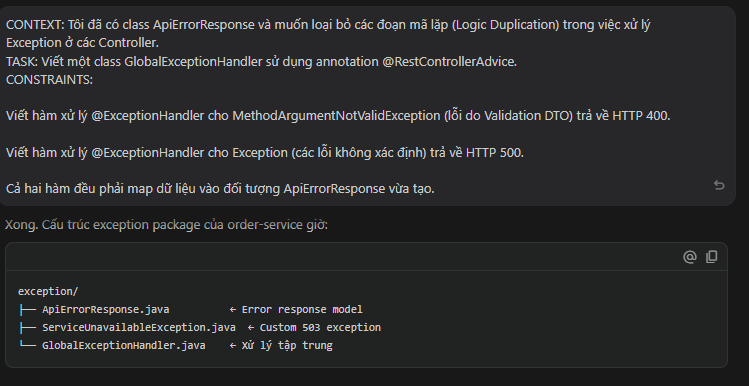 CONTEXT: Tôi đã có class ApiErrorResponse và muốn loại bỏ các đoạn mã lặp (Logic Duplication) trong việc xử lý
Exception ở các Controller.
TASK: Viết một class GlobalExceptionHandler sử dụng annotation @RestControllerAdvice.
CONSTRAINTS:
Viết hàm xử lý @ExceptionHandler cho MethodArgumentNotValidException (lỗi do Validation DTO) trả về HTTP 400.
Viết hàm xử lý @ExceptionHandler cho Exception (các lỗi không xác định) trả về HTTP 500.
Cả hai hàm đều phải map dữ liệu vào đối tượng ApiErrorResponse vừa tạo.
Xong. Cấu trúc exception package của order-service giờ:
exception/
├── ApiErrorResponse.java ← Error response model
├── ServiceUnavailableException.java ← Custom 503 exception
└── GlobalExceptionHandler.java ← Xử lý tập trung